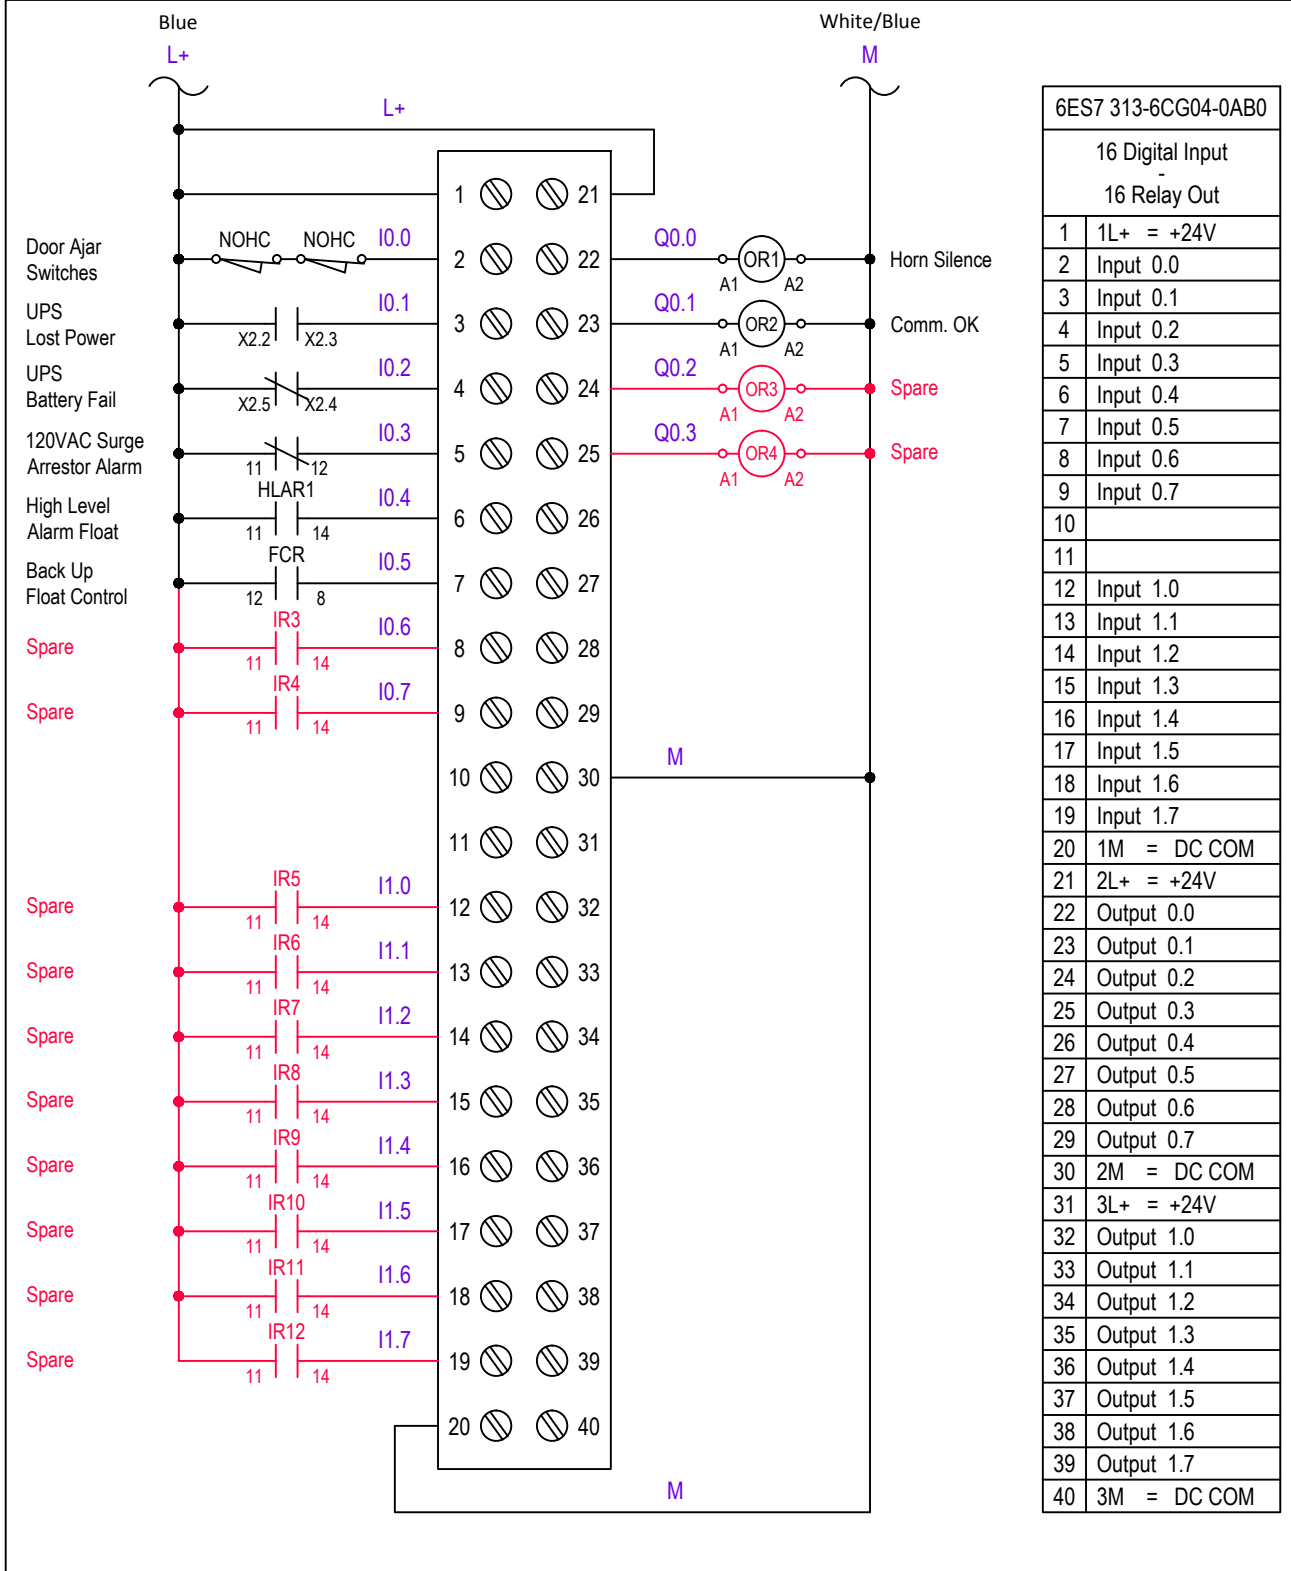 Blue
White/Blue
L+
M
L+
1 21
Door Ajar
Switches
NOHC NOHC I0.0
2 22
Q0.0
OR1
A1 A2
Horn Silence
UPS
Lost Power
I0.1
X2.2 X2.3
3 23
Q0.1
OR2
A1 A2
Comm. OK
UPS
Battery Fail
I0.2
X2.5 X2.4
4 24
Q0.2
OR3
A1 A2
Spare
120VAC Surge
Arrestor Alarm
I0.3
11 12
5 25
Q0.3
OR4
A1 A2
Spare
High Level
Alarm Float
HLAR1
I0.4
11 14
6 26
Back Up
Float Control
FCR
I0.5
12 8
7 27
Spare
IR3
I0.6
11 14
8 28
Spare
IR4
I0.7
11 14
9 29
10 30
M
11 31
Spare
IR5
I1.0
11 14
12 32
Spare
IR6
I1.1
11 14
13 33
Spare
IR7
I1.2
11 14
14 34
Spare
IR8
I1.3
11 14
15 35
Spare
IR9
I1.4
11 14
16 36
Spare
IR10
I1.5
11 14
17 37
Spare
IR11
I1.6
11 14
18 38
Spare
IR12
I1.7
11 14
19 39
20 40
M
6ES7 313-6CG04-0AB0
16 Digital Input
-
16 Relay Out
1 1L+ = +24V
2 Input 0.0
3 Input 0.1
4 Input 0.2
5 Input 0.3
6 Input 0.4
7 Input 0.5
8 Input 0.6
9 Input 0.7
10
11
12 Input 1.0
13 Input 1.1
14 Input 1.2
15 Input 1.3
16 Input 1.4
17 Input 1.5
18 Input 1.6
19 Input 1.7
20 1M = DC COM
21 2L+ = +24V
22 Output 0.0
23 Output 0.1
24 Output 0.2
25 Output 0.3
26 Output 0.4
27 Output 0.5
28 Output 0.6
29 Output 0.7
30 2M = DC COM
31 3L+ = +24V
32 Output 1.0
33 Output 1.1
34 Output 1.2
35 Output 1.3
36 Output 1.4
37 Output 1.5
38 Output 1.6
39 Output 1.7
40 3M = DC COM